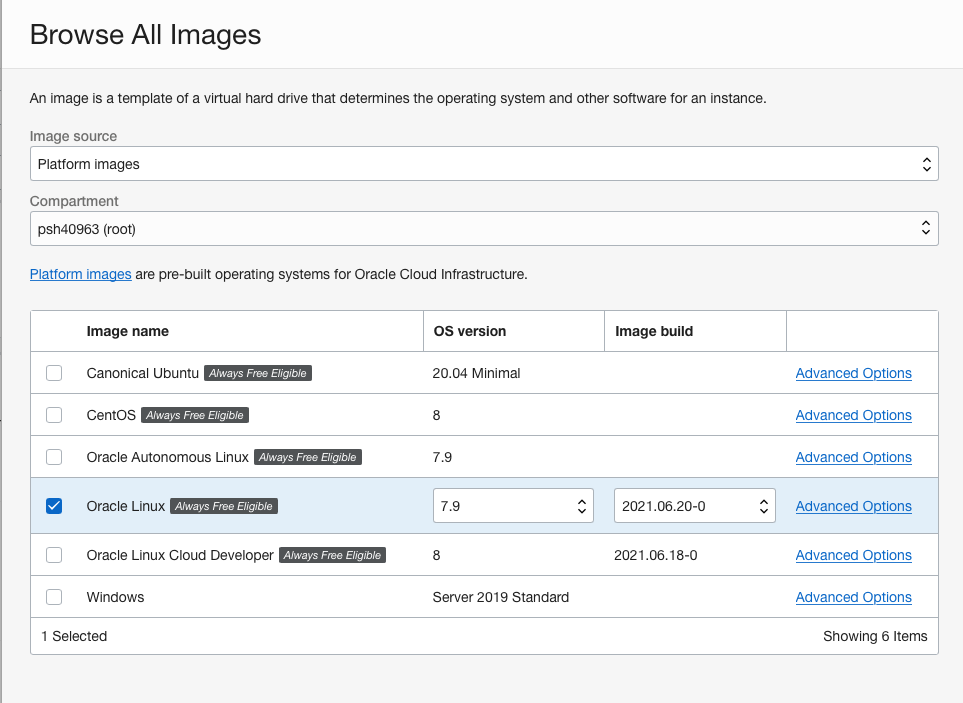 Browse All Images
An image is a template of a virtual hard drive that determines the operating system and other software for an instance.
Image source
Platform images
Compartment
psh40963 (root)
Platform images are pre-built operating systems for Oracle Cloud Infrastructure.
Image name OS version Image build
Canonical Ubuntu Always Free Eligible 20.04 Minimal Advanced Options
CentOS Always Free Eligible 8 Advanced Options
Oracle Autonomous Linux Always Free Eligible 7.9 Advanced Options
Oracle Linux Always Free Eligible 7.9 2021.06.20-0 Advanced Options
Oracle Linux Cloud Developer Always Free Eligible 8 2021.06.18-0 Advanced Options
Windows Server 2019 Standard Advanced Options
1 Selected Showing 6 Items